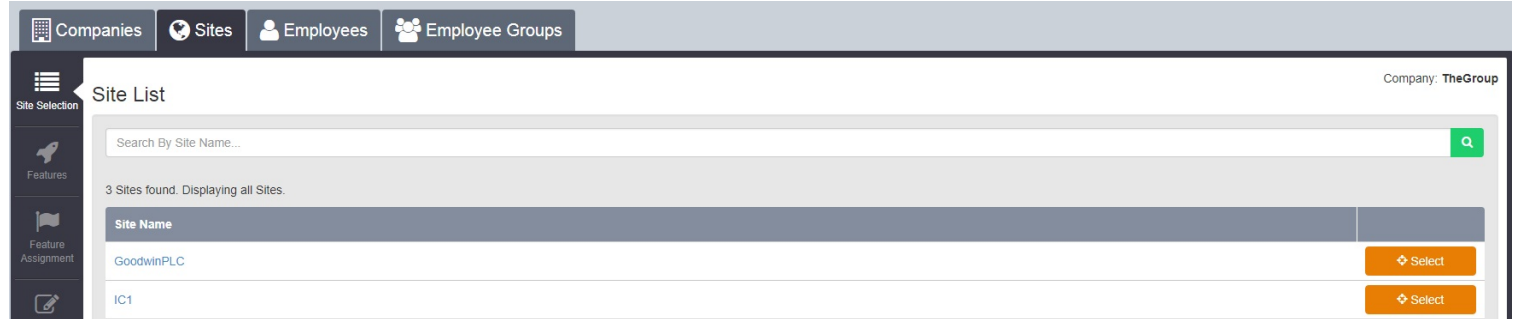 Companies
Sites
Employees
Employee Groups
Site Selection
Features
Feature
Assignment
Site List
Company: TheGroup
Search By Site Name...
3 Sites found. Displaying all Sites.
Site Name
GoodwinPLC
Select
IC1
Select